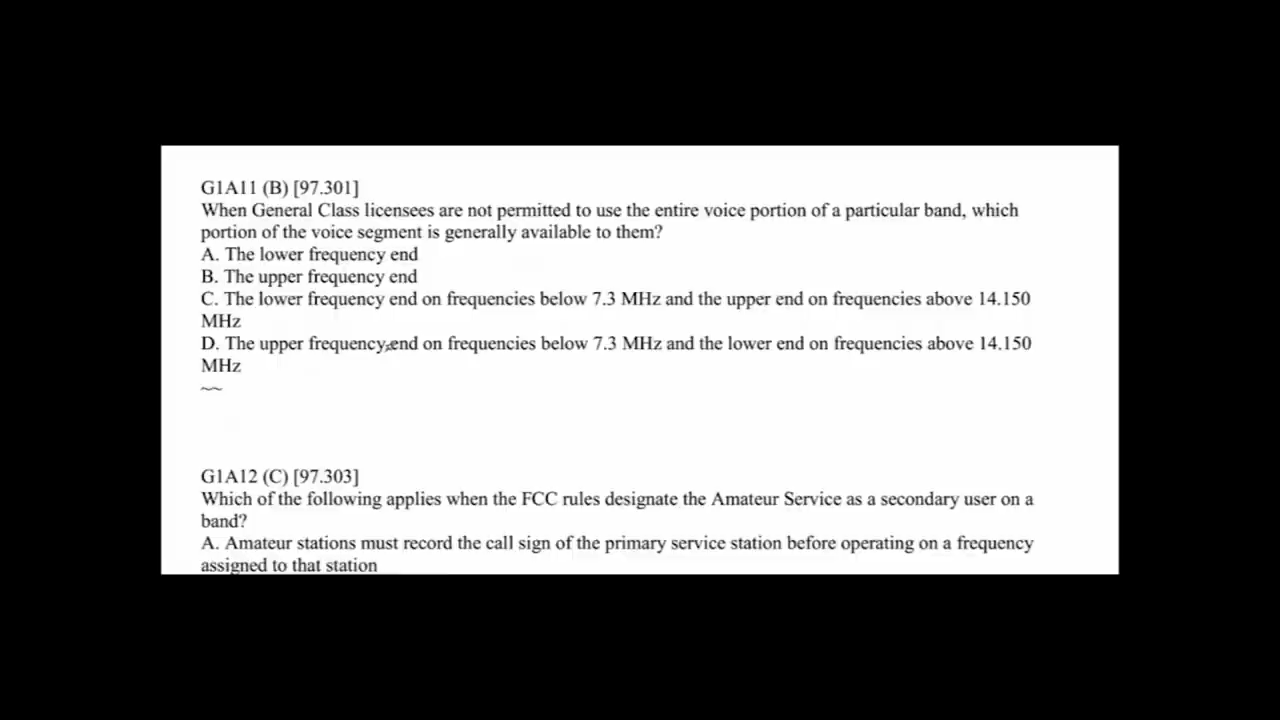 G1A11 (B) [97.301]
When General Class licensees are not permitted to use the entire voice portion of a particular band, which
portion of the voice segment is generally available to them?
A. The lower frequency end
B. The upper frequency end
C. The lower frequency end on frequencies below 7.3 MHz and the upper end on frequencies above 14.150
MHz
D. The upper frequency end on frequencies below 7.3 MHz and the lower end on frequencies above 14.150
MHz
~~
G1A12 (C) [97.303]
Which of the following applies when the FCC rules designate the Amateur Service as a secondary user on a
band?
A. Amateur stations must record the call sign of the primary service station before operating on a frequency
assigned to that station